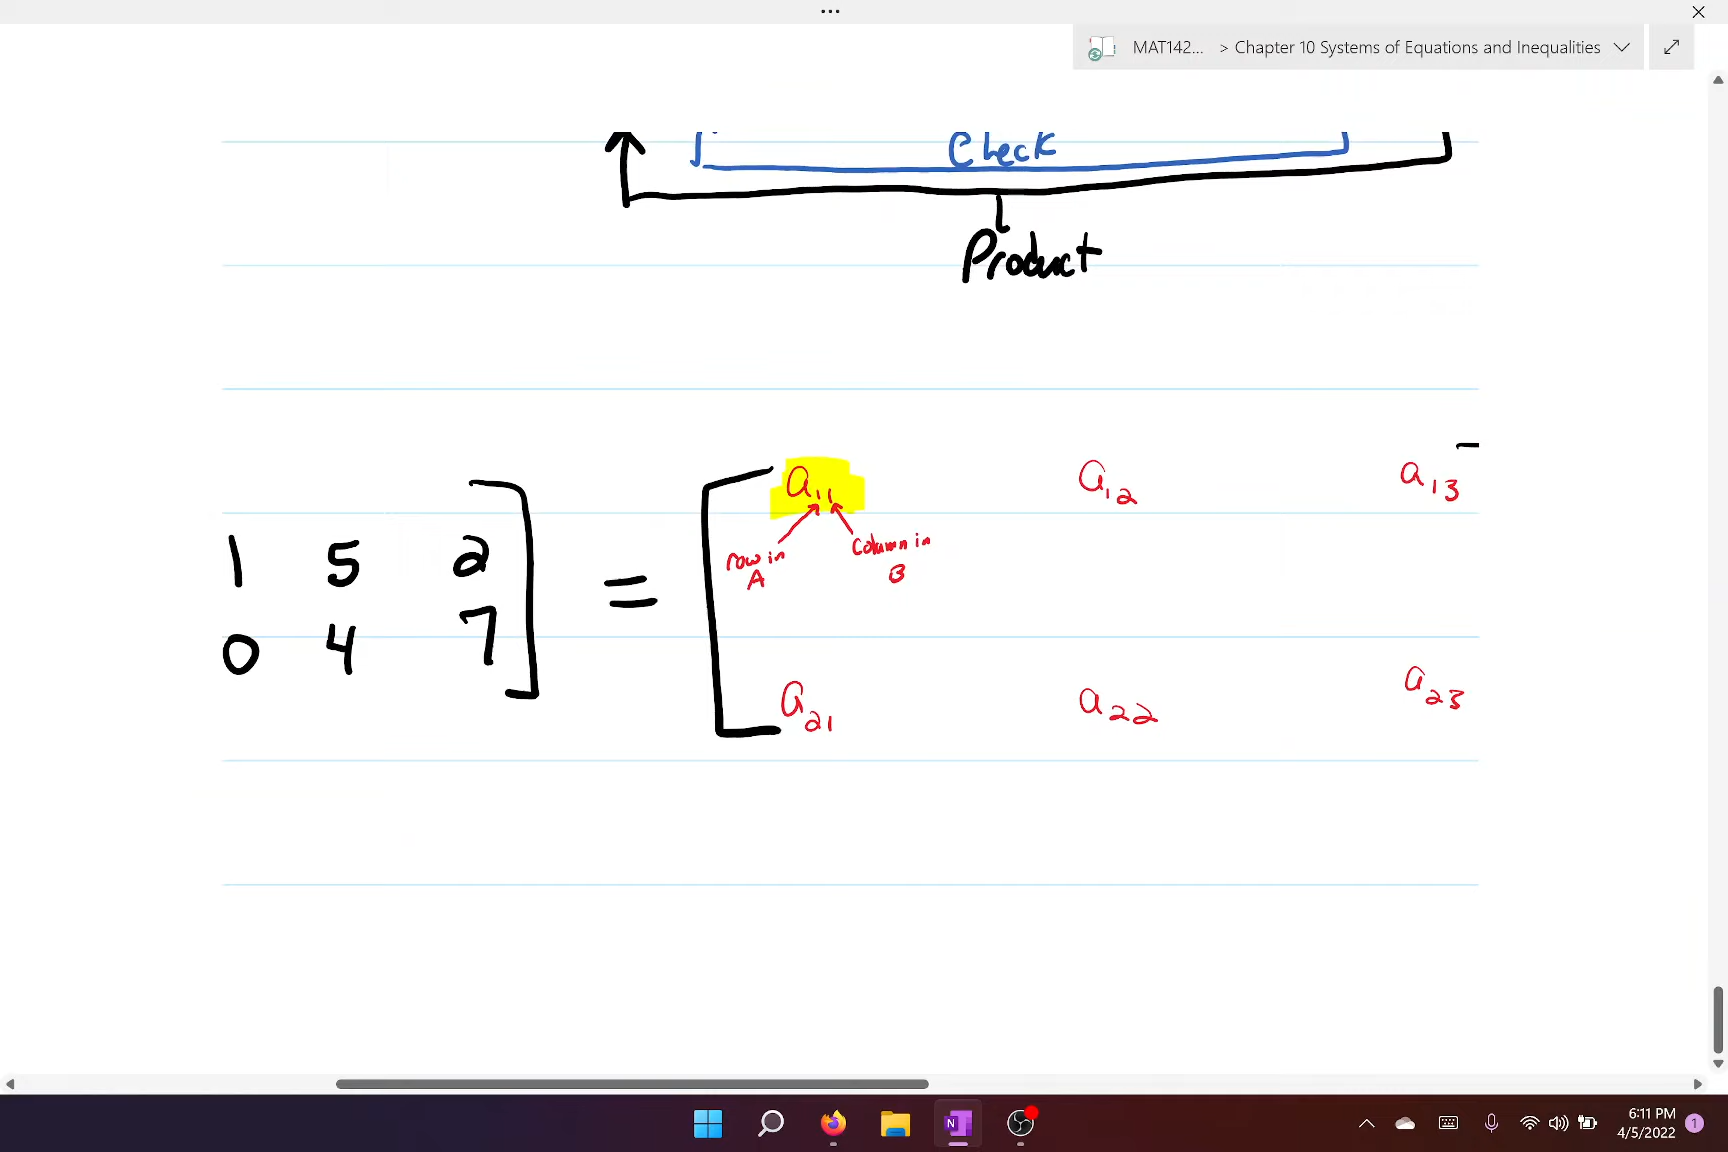 MAT142... > Chapter 10 Systems of Equations and Inequalities
Check
Product
1 5 2
0 4 7
=
a11 a12 a13
row in A
column in B
a21 a22 a23
6:11 PM
4/5/2022
1